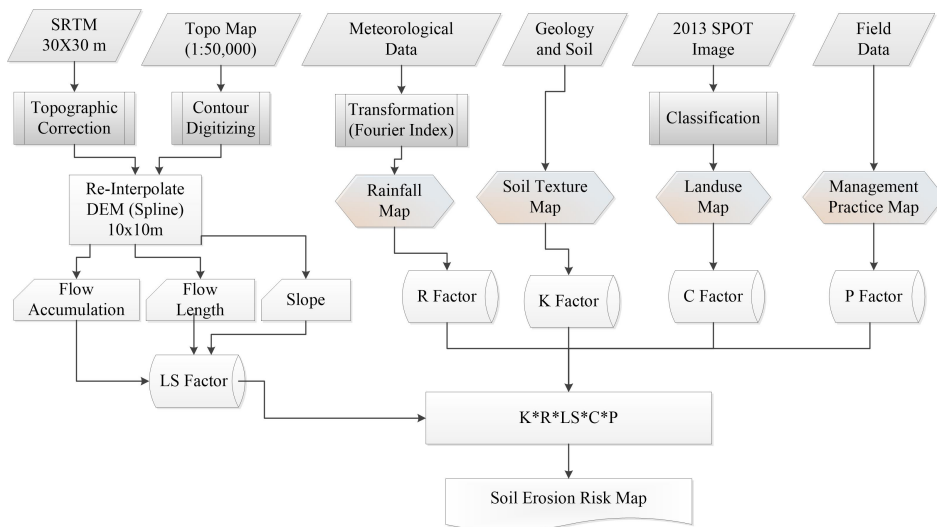 SRTM
30X30 m
Topo Map
(1:50,000)
Meteorological
Data
Geology
and Soil
2013 SPOT
Image
Field
Data
Topographic
Correction
Contour
Digitizing
Transformation
(Fourier Index)
Classification
Re-Interpolate
DEM (Spline)
10x10m
Rainfall
Map
Soil Texture
Map
Landuse
Map
Management
Practice Map
Flow
Accumulation
Flow
Length
Slope
R Factor
K Factor
C Factor
P Factor
LS Factor
K*R*LS*C*P
Soil Erosion Risk Map